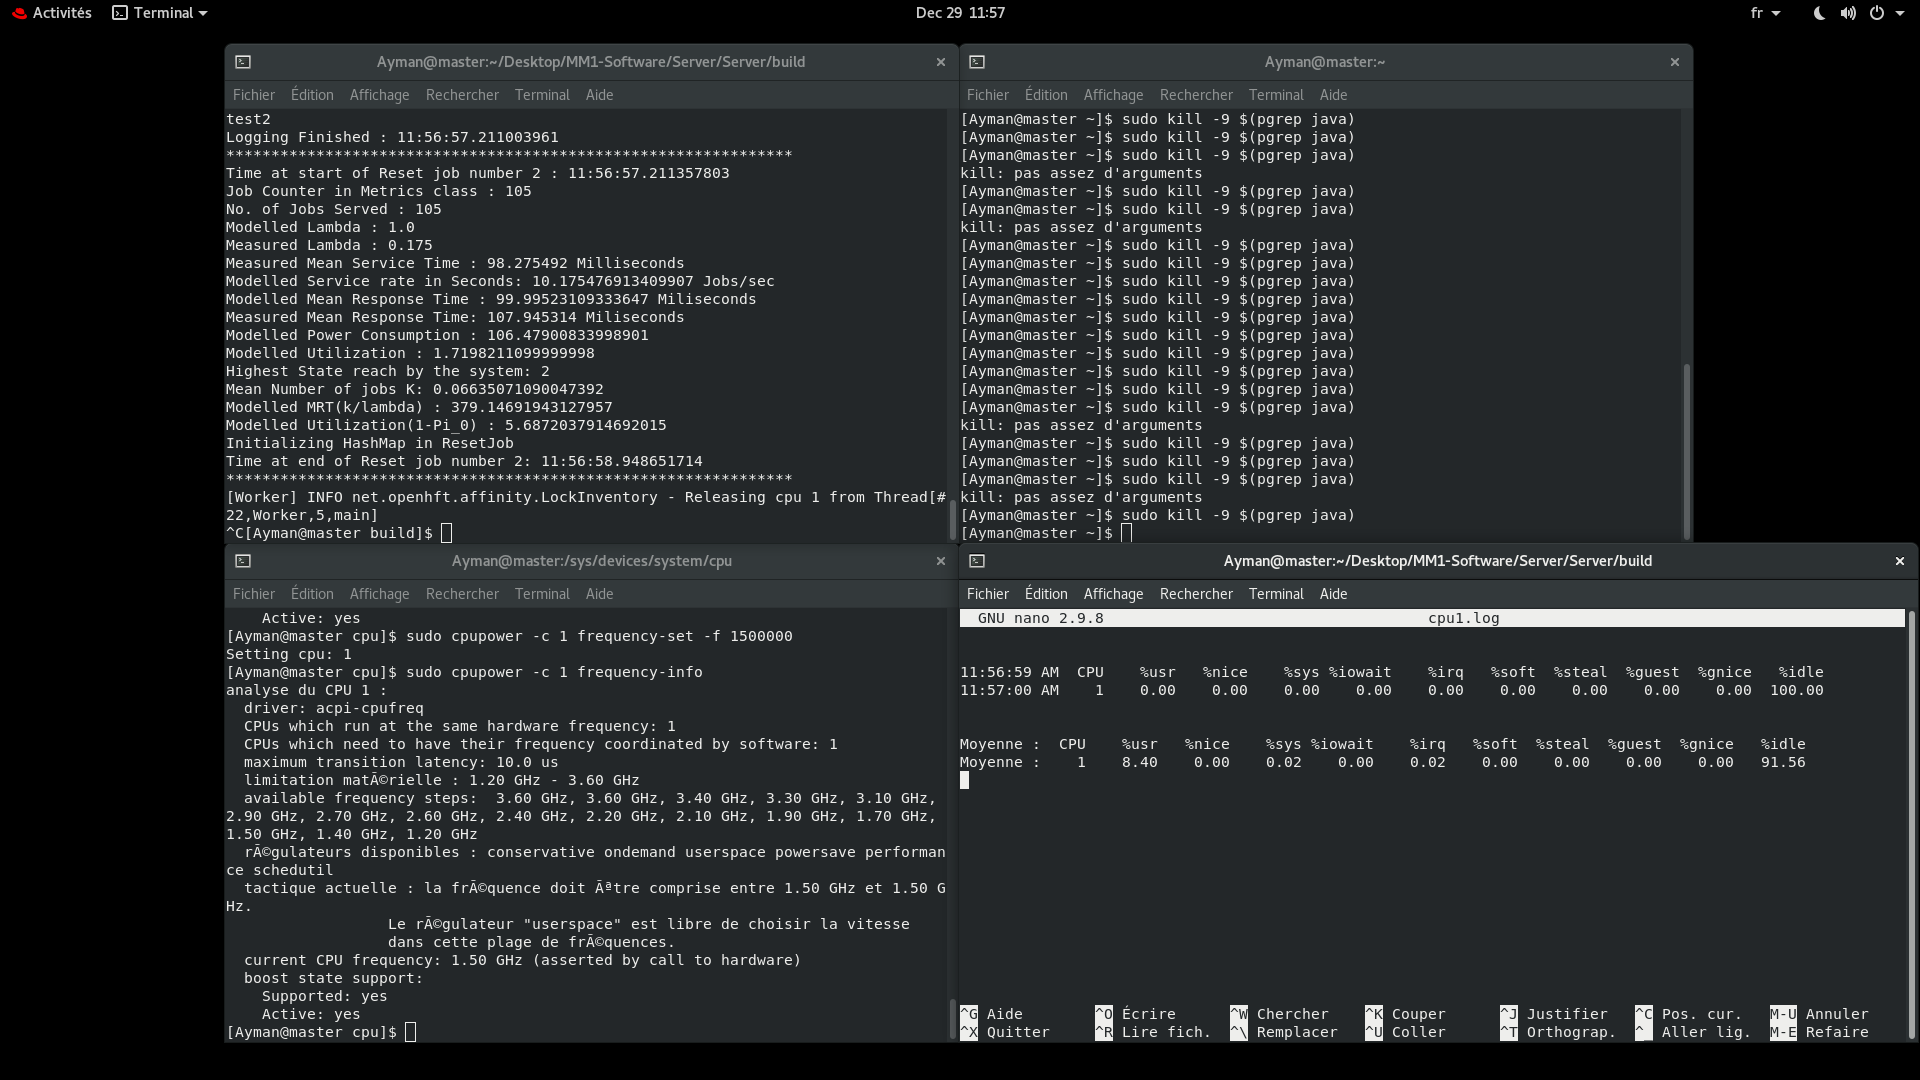 Activités Terminal Dec 29 11:57 fr
Ayman@master:~/Desktop/MM1-Software/Server/Server/build
Fichier Édition Affichage Rechercher Terminal Aide
test2
Logging Finished : 11:56:57.211003961
***************************************************************
Time at start of Reset job number 2 : 11:56:57.211357803
Job Counter in Metrics class : 105
No. of Jobs Served : 105
Modelled Lambda : 1.0
Measured Lambda : 0.175
Measured Mean Service Time : 98.275492 Milliseconds
Modelled Service rate in Seconds: 10.175476913409907 Jobs/sec
Modelled Mean Response Time : 99.99523109333647 Miliseconds
Measured Mean Response Time: 107.945314 Miliseconds
Modelled Power Consumption : 106.47900833998901
Modelled Utilization : 1.7198211099999998
Highest State reach by the system: 2
Mean Number of jobs K: 0.06635071090047392
Modelled MRT(k/lambda) : 379.14691943127957
Modelled Utilization(1-Pi_0) : 5.6872037914692015
Initializing HashMap in ResetJob
Time at end of Reset job number 2: 11:56:58.948651714
***************************************************************
[Worker] INFO net.openhft.affinity.LockInventory - Releasing cpu 1 from Thread[#
22,Worker,5,main]
^C[Ayman@master build]$
Ayman@master:~
Fichier Édition Affichage Rechercher Terminal Aide
[Ayman@master ~]$ sudo kill -9 $(pgrep java)
[Ayman@master ~]$ sudo kill -9 $(pgrep java)
[Ayman@master ~]$ sudo kill -9 $(pgrep java)
kill: pas assez d'arguments
[Ayman@master ~]$ sudo kill -9 $(pgrep java)
[Ayman@master ~]$ sudo kill -9 $(pgrep java)
kill: pas assez d'arguments
[Ayman@master ~]$ sudo kill -9 $(pgrep java)
[Ayman@master ~]$ sudo kill -9 $(pgrep java)
[Ayman@master ~]$ sudo kill -9 $(pgrep java)
[Ayman@master ~]$ sudo kill -9 $(pgrep java)
[Ayman@master ~]$ sudo kill -9 $(pgrep java)
[Ayman@master ~]$ sudo kill -9 $(pgrep java)
[Ayman@master ~]$ sudo kill -9 $(pgrep java)
[Ayman@master ~]$ sudo kill -9 $(pgrep java)
[Ayman@master ~]$ sudo kill -9 $(pgrep java)
[Ayman@master ~]$ sudo kill -9 $(pgrep java)
kill: pas assez d'arguments
[Ayman@master ~]$ sudo kill -9 $(pgrep java)
[Ayman@master ~]$ sudo kill -9 $(pgrep java)
[Ayman@master ~]$ sudo kill -9 $(pgrep java)
kill: pas assez d'arguments
[Ayman@master ~]$ sudo kill -9 $(pgrep java)
[Ayman@master ~]$
Ayman@master:/sys/devices/system/cpu
Fichier Édition Affichage Rechercher Terminal Aide
Active: yes
[Ayman@master cpu]$ sudo cpupower -c 1 frequency-set -f 1500000
Setting cpu: 1
[Ayman@master cpu]$ sudo cpupower -c 1 frequency-info
analyse du CPU 1 :
driver: acpi-cpufreq
CPUs which run at the same hardware frequency: 1
CPUs which need to have their frequency coordinated by software: 1
maximum transition latency: 10.0 us
limitation matÃ©rielle : 1.20 GHz - 3.60 GHz
available frequency steps:  3.60 GHz, 3.60 GHz, 3.40 GHz, 3.30 GHz, 3.10 GHz,
2.90 GHz, 2.70 GHz, 2.60 GHz, 2.40 GHz, 2.20 GHz, 2.10 GHz, 1.90 GHz, 1.70 GHz,
1.50 GHz, 1.40 GHz, 1.20 GHz
rÃ©gulateurs disponibles : conservative ondemand userspace powersave performan
ce schedutil
tactique actuelle : la frÃ©quence doit Ãªtre comprise entre 1.50 GHz et 1.50 G
Hz.
Le rÃ©gulateur "userspace" est libre de choisir la vitesse
dans cette plage de frÃ©quences.
current CPU frequency: 1.50 GHz (asserted by call to hardware)
boost state support:
Supported: yes
Active: yes
[Ayman@master cpu]$
Ayman@master:~/Desktop/MM1-Software/Server/Server/build
Fichier Édition Affichage Rechercher Terminal Aide
GNU nano 2.9.8 cpu1.log
11:56:59 AM CPU %usr %nice %sys %iowait %irq %soft %steal %guest %gnice %idle
11:57:00 AM 1 0.00 0.00 0.00 0.00 0.00 0.00 0.00 0.00 0.00 100.00
Moyenne : CPU %usr %nice %sys %iowait %irq %soft %steal %guest %gnice %idle
Moyenne : 1 8.40 0.00 0.02 0.00 0.02 0.00 0.00 0.00 0.00 91.56
^G Aide ^O Écrire ^W Chercher ^K Couper ^J Justifier ^C Pos. cur. M-U Annuler
^X Quitter ^R Lire fich. ^\ Remplacer ^U Coller ^T Orthograp. ^_ Aller lig. M-E Refaire